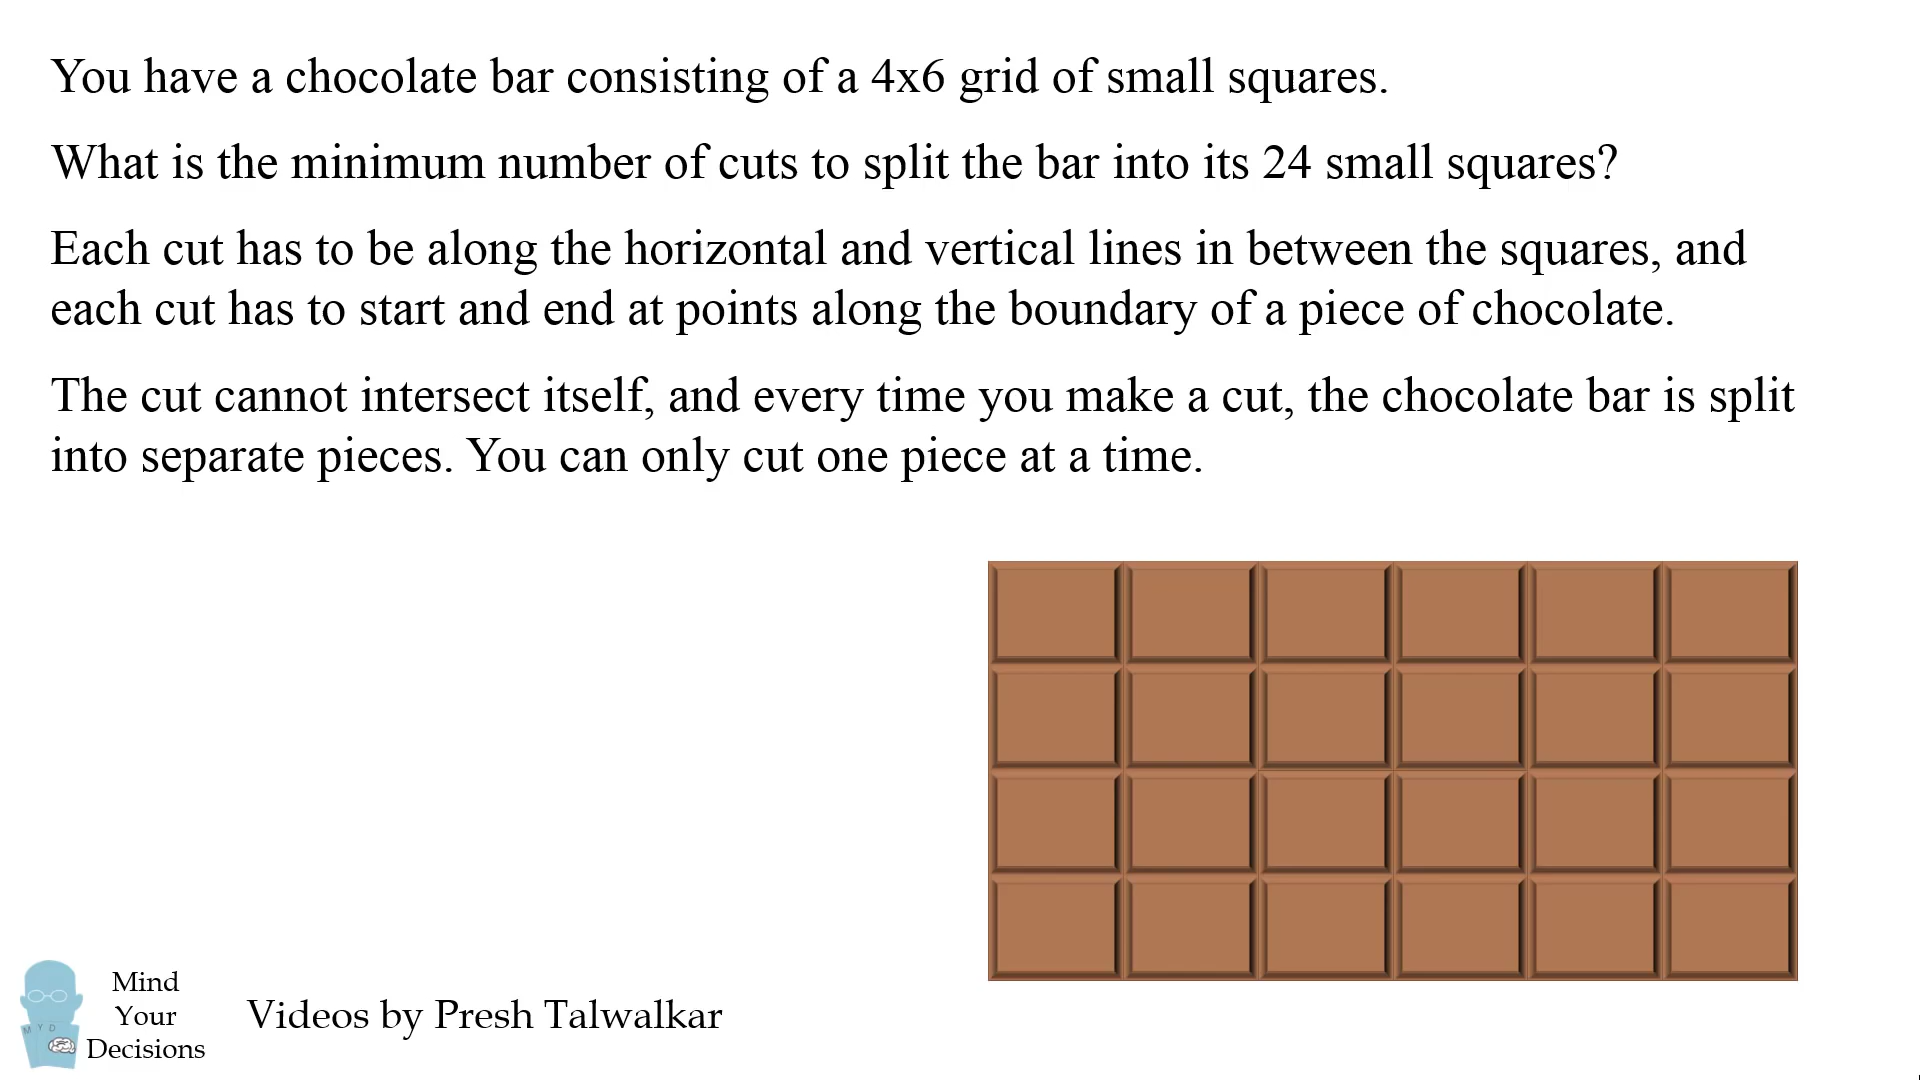 You have a chocolate bar consisting of a 4x6 grid of small squares.
What is the minimum number of cuts to split the bar into its 24 small squares?
Each cut has to be along the horizontal and vertical lines in between the squares, and
each cut has to start and end at points along the boundary of a piece of chocolate.
The cut cannot intersect itself, and every time you make a cut, the chocolate bar is split
into separate pieces. You can only cut one piece at a time.
M Y D
Mind
Your
Decisions
Videos by Presh Talwalkar